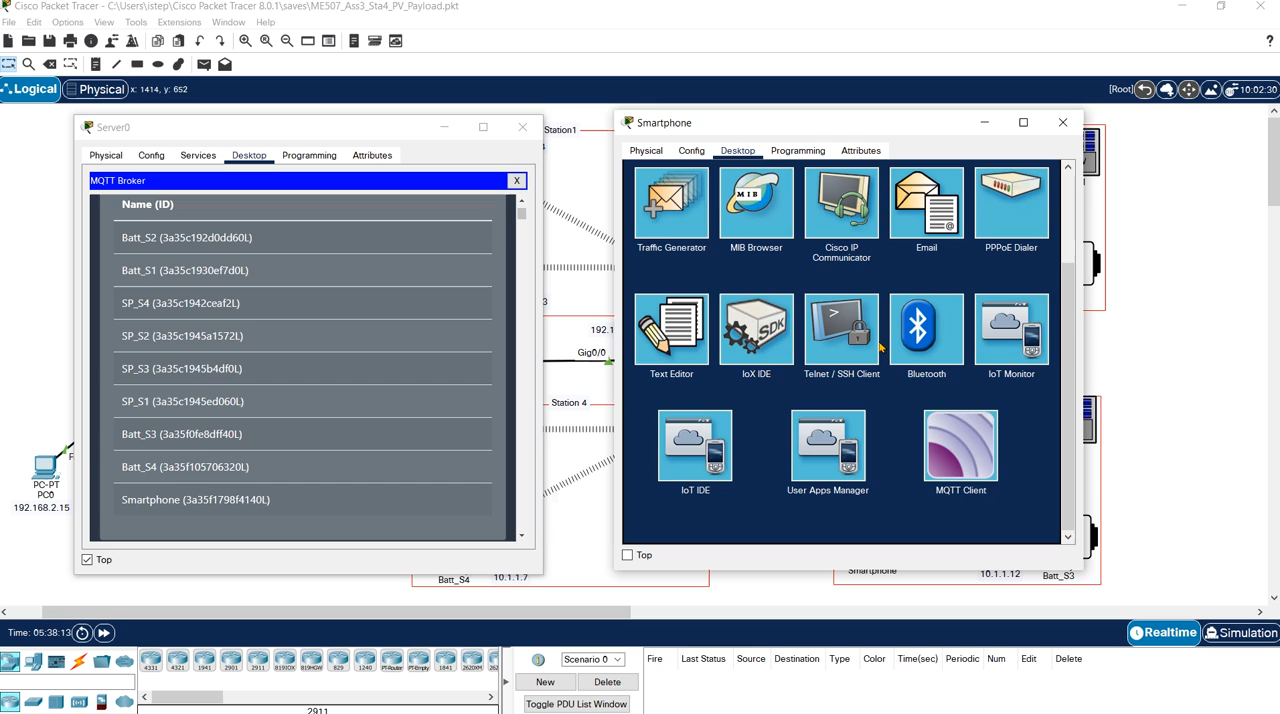 Cisco Packet Tracer - C:\Users\istep\Cisco Packet Tracer 8.0.1\saves\ME507_Ass3_Sta4_PV_Payload.pkt
File Edit Options View Tools Extensions Window Help
Logical Physical x: 1414, y: 652 [Root] 10:02:30
Server0
Physical Config Services Desktop Programming Attributes
MQTT Broker X
Name (ID)
Batt_S2 (3a35c192d0dd60L)
Batt_S1 (3a35c1930ef7d0L)
SP_S4 (3a35c1942ceaf2L)
SP_S2 (3a35c1945a1572L)
SP_S3 (3a35c1945b4df0L)
SP_S1 (3a35c1945ed060L)
Batt_S3 (3a35f0fe8dff40L)
Batt_S4 (3a35f105706320L)
Smartphone (3a35f1798f4140L)
Top
Station1
192.1
Gig0/0
Station 4
Smartphone
Physical Config Desktop Programming Attributes
MIB
Traffic Generator MIB Browser Cisco IP Communicator Email PPPoE Dialer
SDK
Text Editor IoX IDE Telnet / SSH Client Bluetooth IoT Monitor
IoT IDE User Apps Manager MQTT Client
Top
PC-PT
PC0
192.168.2.15
Batt_S4 10.1.1.7
Smartphone 10.1.1.12 Batt_S3
Time: 05:38:13 Realtime Simulation
4331 4321 1941 2901 2911 819IOX 819HGW 829 1240 PT-Router PT-Empty 1841 2620XM
2911
Scenario 0
New Delete
Toggle PDU List Window
Fire Last Status Source Destination Type Color Time(sec) Periodic Num Edit Delete